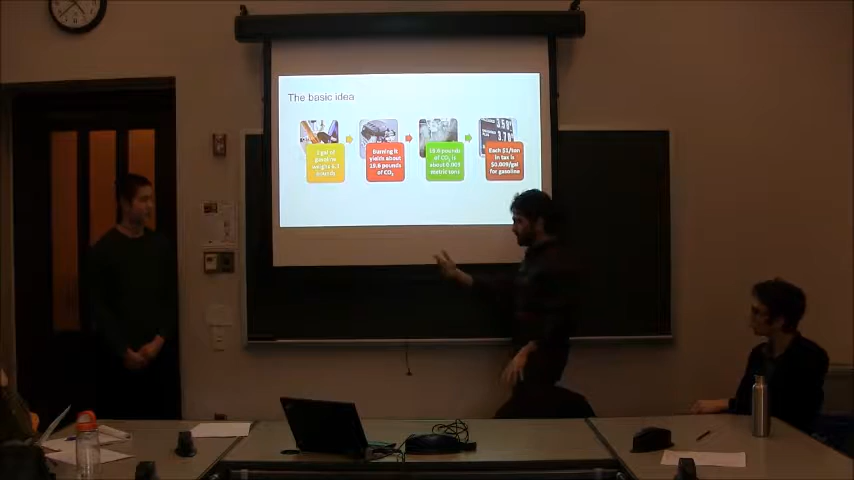 The basic idea
1 gal of
gasoline
weighs 6.3
pounds
Burning it
yields about
19.6 pounds
of CO₂
19.6 pounds
of CO₂ is
about 0.009
metric tons
Each $1/ton
in tax is
$0.009/gal
for gasoline